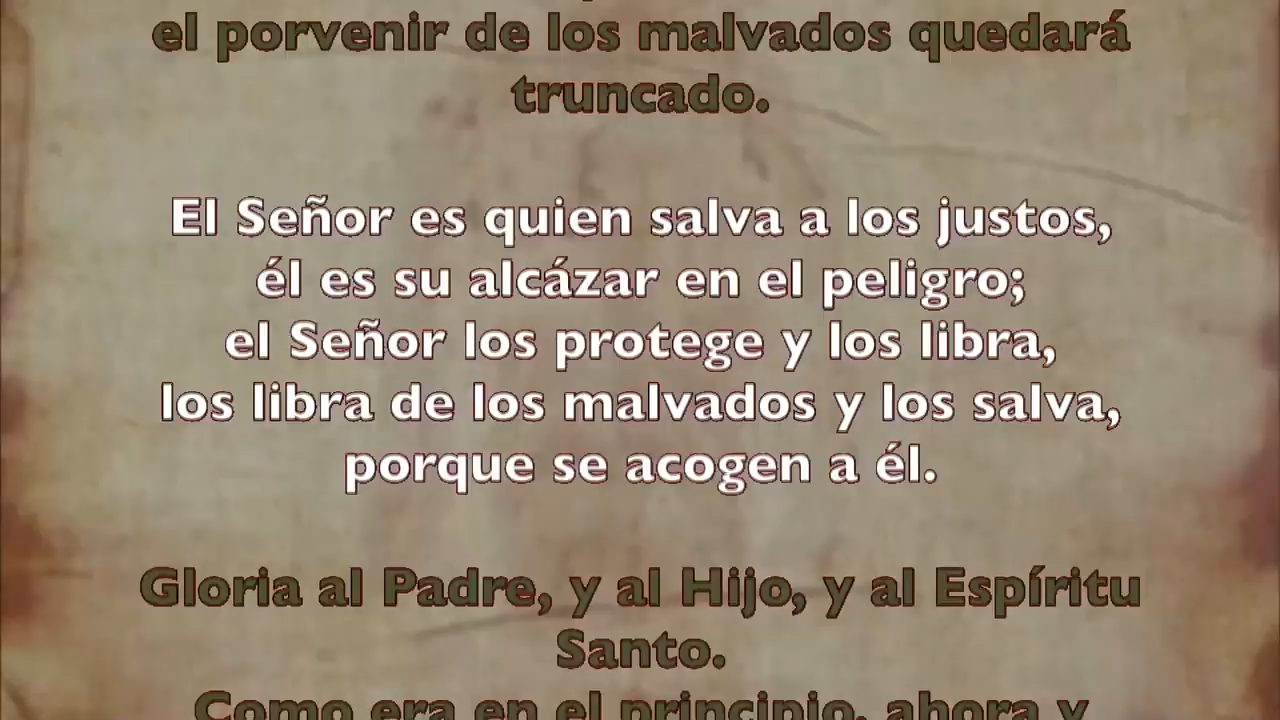 el porvenir de los malvados quedará
truncado.
El Señor es quien salva a los justos,
él es su alcázar en el peligro;
el Señor los protege y los libra,
los libra de los malvados y los salva,
porque se acogen a él.
Gloria al Padre, y al Hijo, y al Espíritu
Santo.
Como era en el principio, ahora y